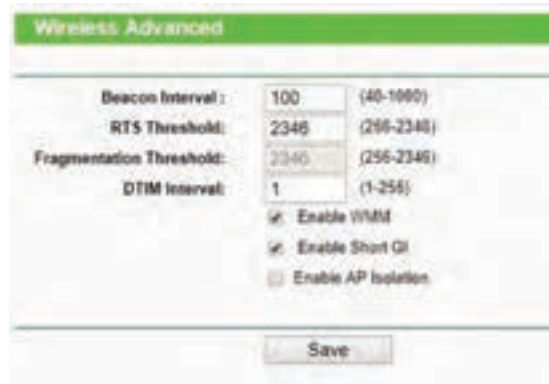 Wireless Advanced
Beacon Interval : 100 (40-1000)
RTS Threshold: 2346 (256-2346)
Fragmentation Threshold: 2346 (256-2346)
DTIM Interval: 1 (1-255)
Enable WMM
Enable Short GI
Enable AP Isolation
Save